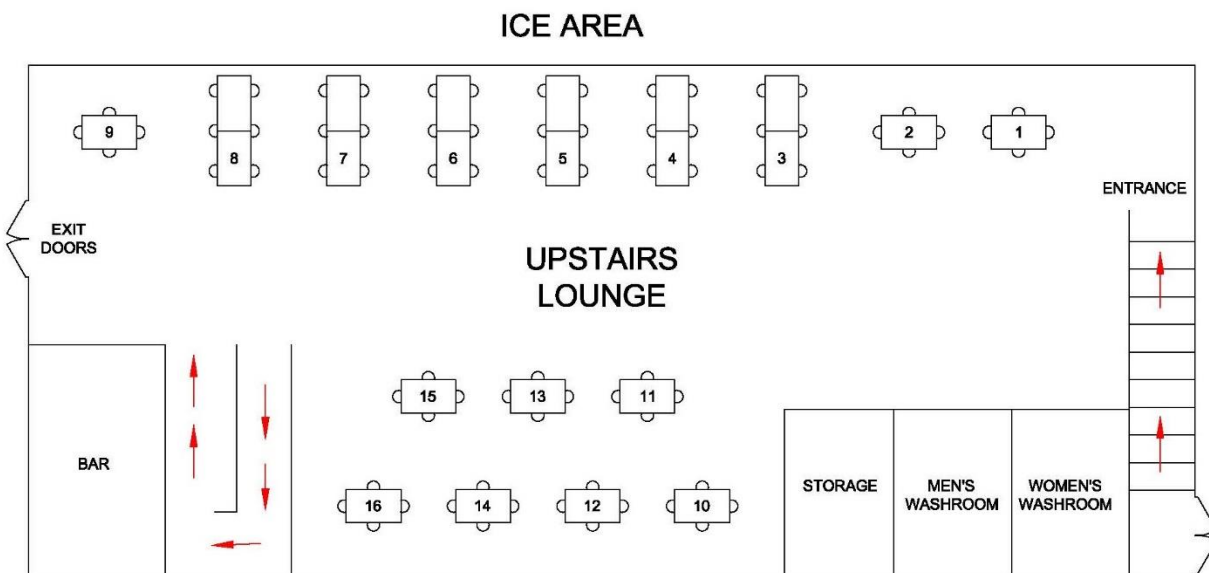 ICE AREA
9
8
7
6
5
4
3
2
1
ENTRANCE
EXIT
DOORS
UPSTAIRS
LOUNGE
15
13
11
BAR
16
14
12
10
STORAGE
MEN'S
WASHROOM
WOMEN'S
WASHROOM